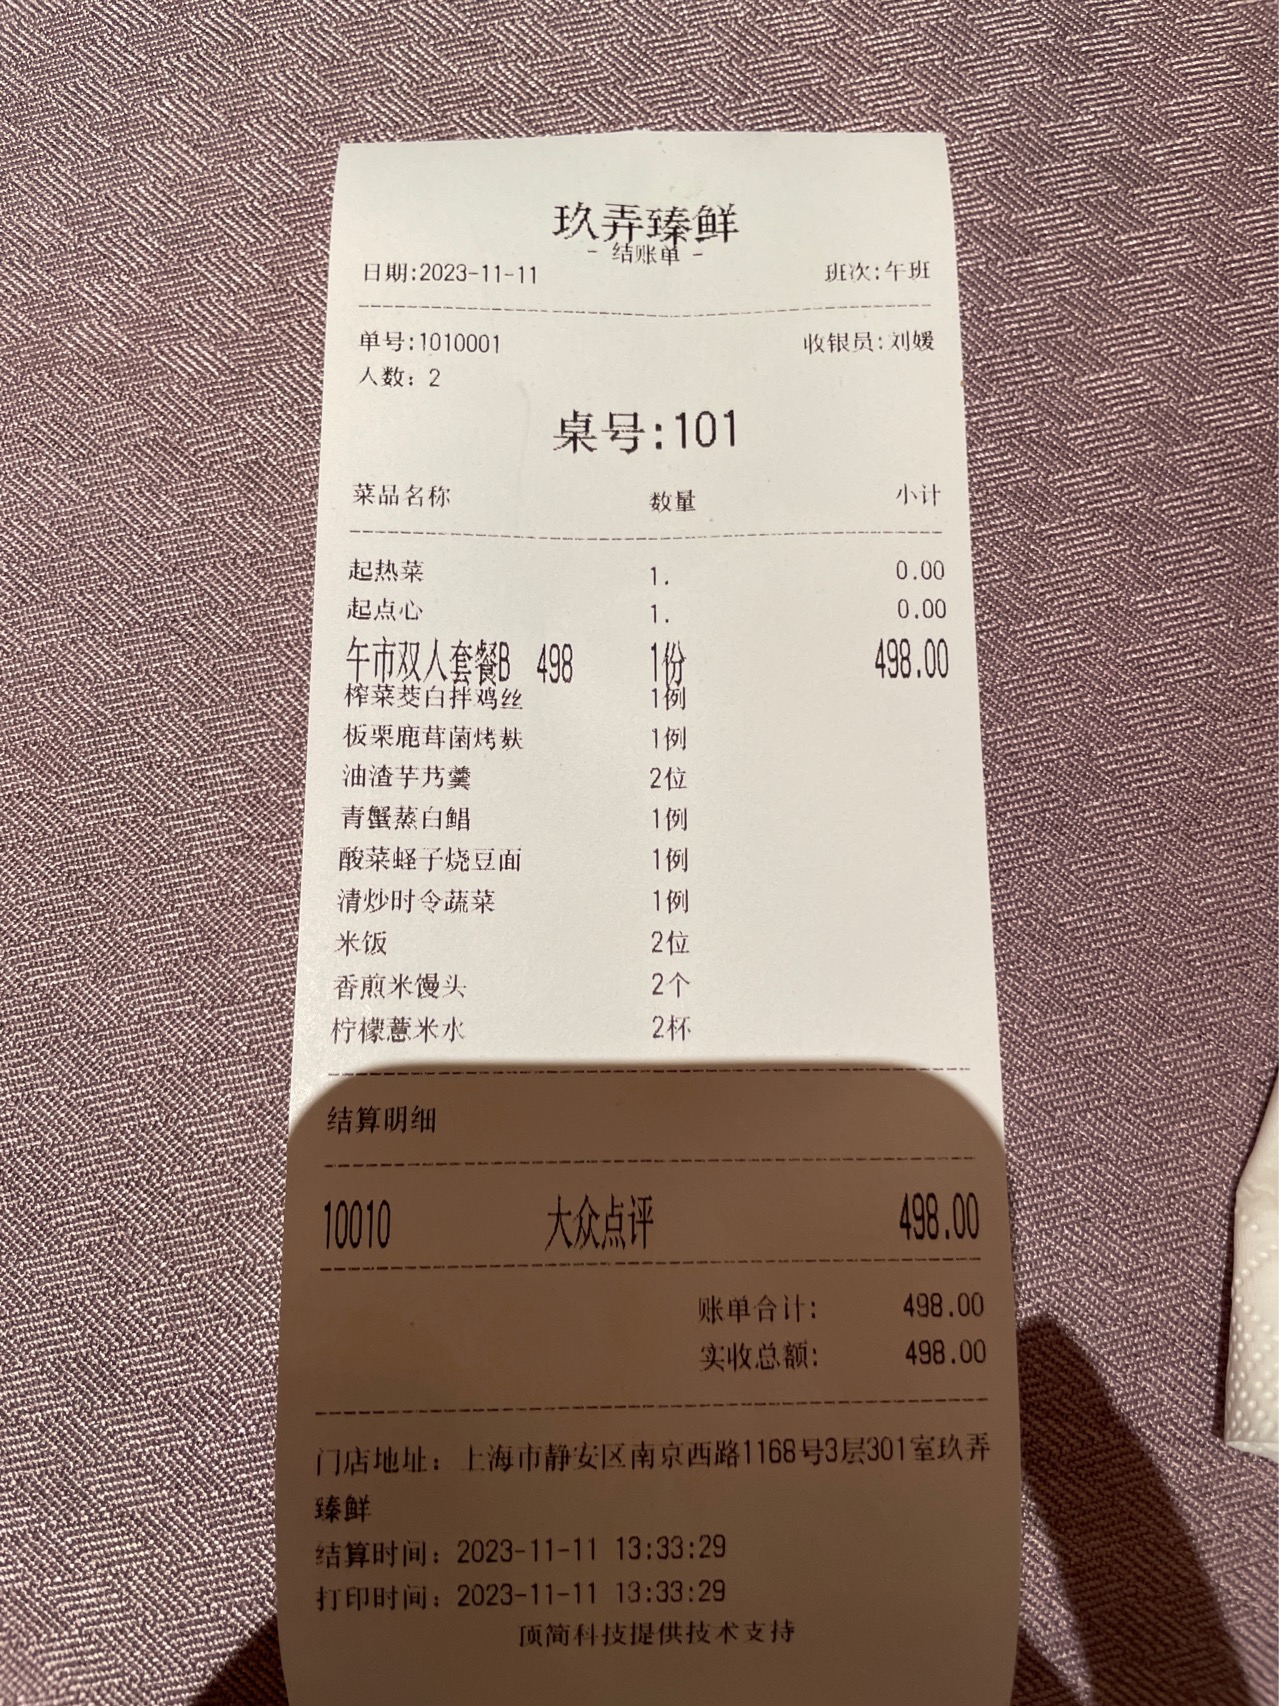 玖弄臻鲜
- 结账单 -
日期:2023-11-11 班次:午班
单号:1010001 收银员:刘媛
人数: 2
桌号:101
菜品名称 数量 小计
起热菜 1. 0.00
起点心 1. 0.00
午市双人套餐B 498 1份 498.00
榨菜茭白拌鸡丝 1例
板栗鹿茸菌烤麸 1例
油渣芋艿羹 2位
青蟹蒸白鲳 1例
酸菜蛏子烧豆面 1例
清炒时令蔬菜 1例
米饭 2位
香煎米馒头 2个
柠檬薏米水 2杯
结算明细
10010 大众点评 498.00
账单合计: 498.00
实收总额: 498.00
门店地址: 上海市静安区南京西路1168号3层301室玖弄
臻鲜
结算时间: 2023-11-11 13:33:29
打印时间: 2023-11-11 13:33:29
顶简科技提供技术支持